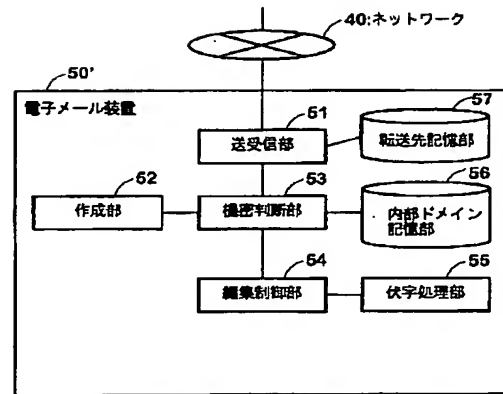 40:ネットワーク
50'
電子メール装置
51
送受信部
57
転送先記憶部
52
作成部
53
機密判断部
56
内部ドメイン
記憶部
54
編集制御部
55
伏字処理部